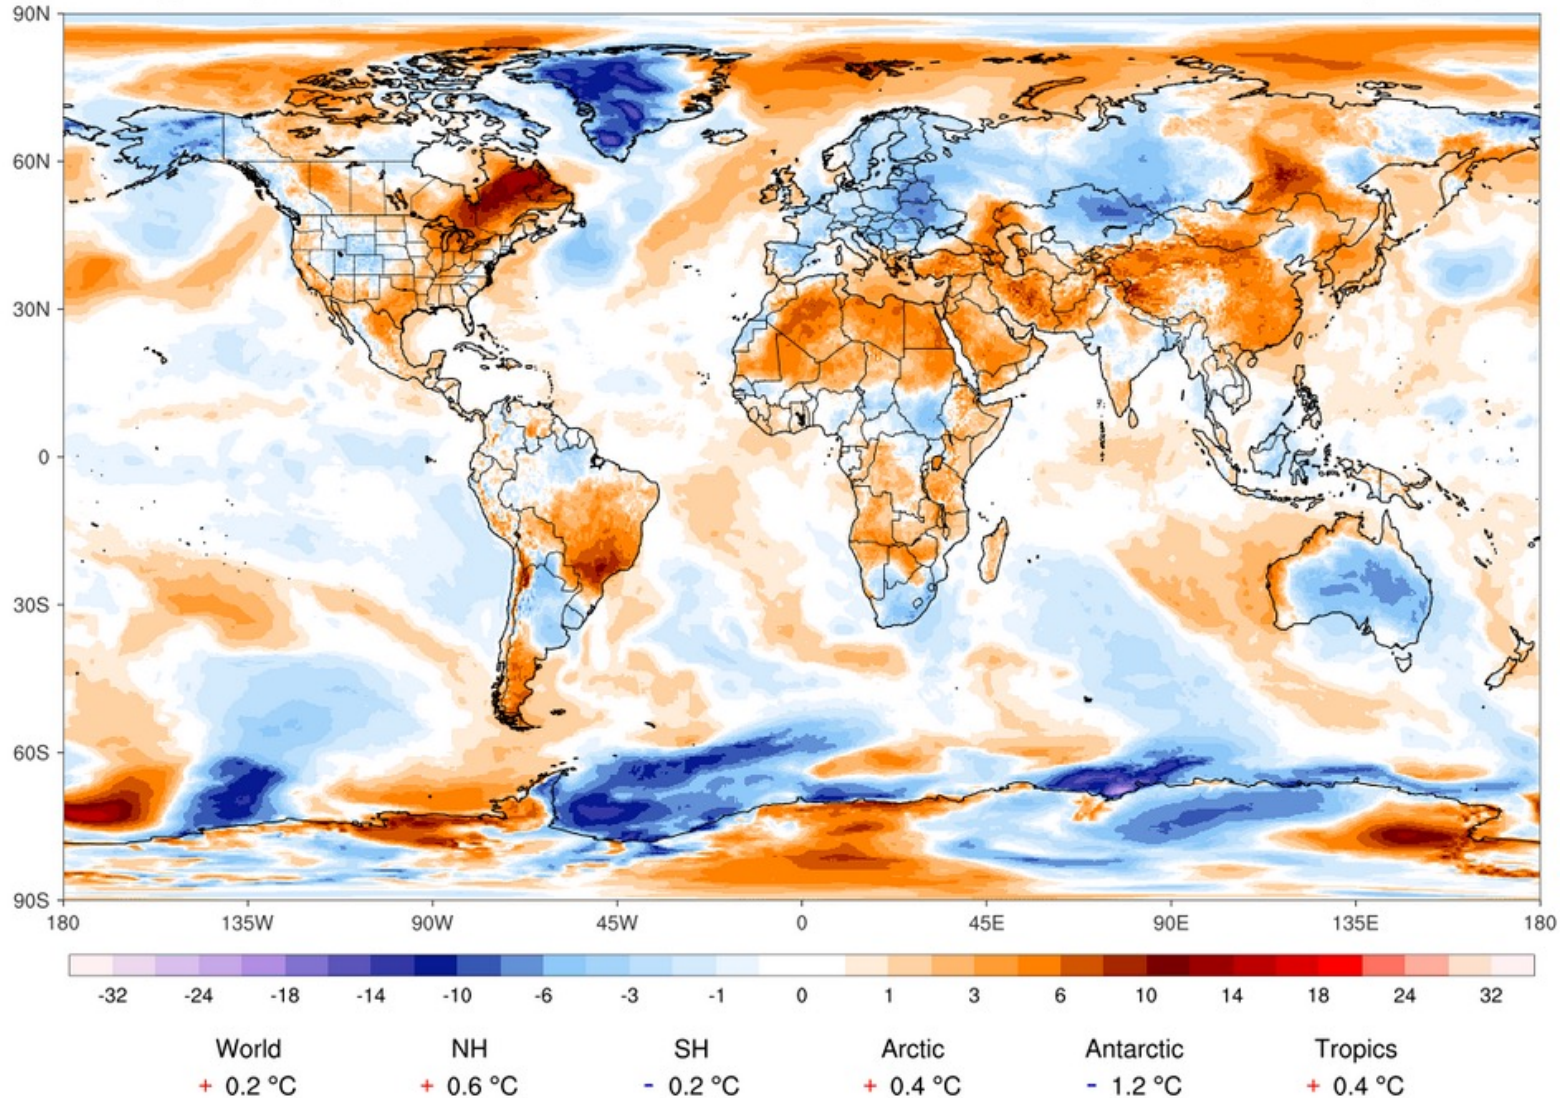 90N
60N
30N
0
30S
60S
90S
180 135W 90W 45W 0 45E 90E 135E 180
-32 -24 -18 -14 -10 -6 -3 -1 0 1 3 6 10 14 18 24 32
World NH SH Arctic Antarctic Tropics
+ 0.2 °C + 0.6 °C - 0.2 °C + 0.4 °C - 1.2 °C + 0.4 °C